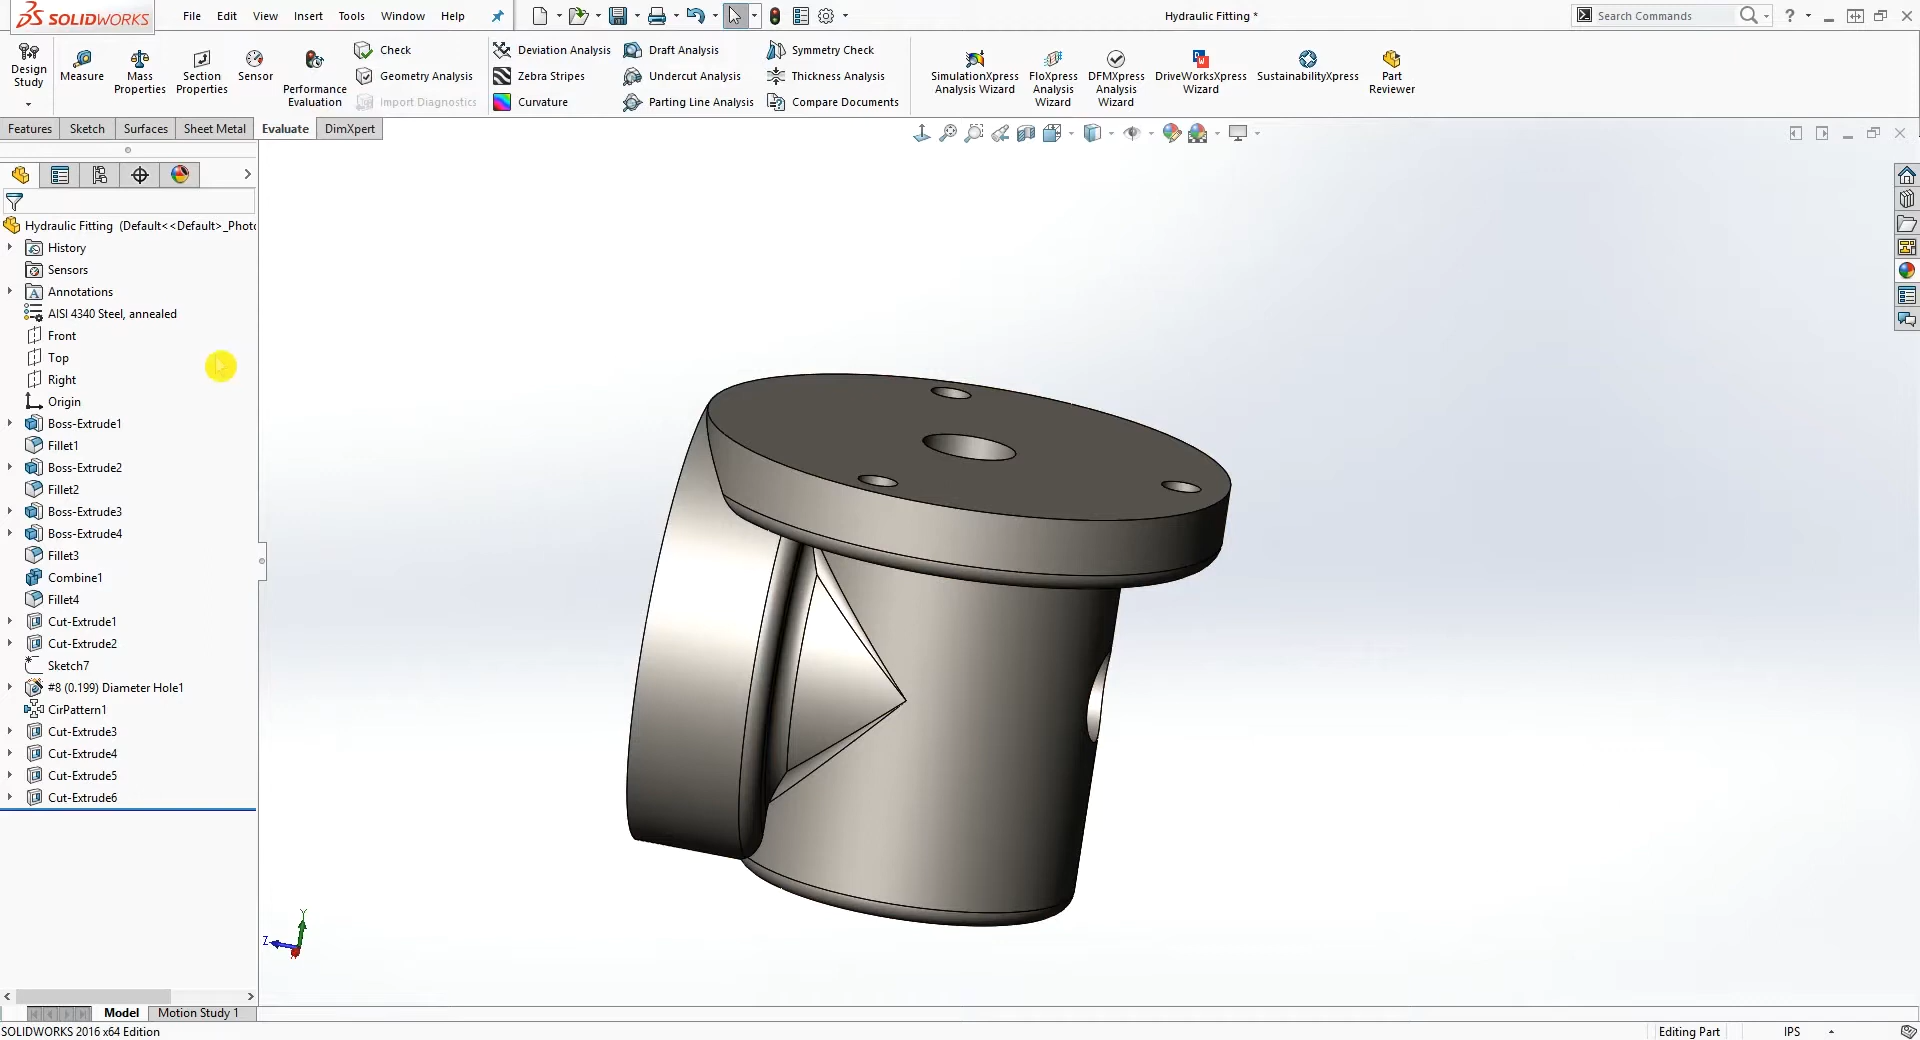 SOLIDWORKS File Edit View Insert Tools Window Help Hydraulic Fitting * Search Commands
Design Study
Measure
Mass Properties
Section Properties
Sensor
Performance Evaluation
Check
Geometry Analysis
Import Diagnostics
Deviation Analysis
Zebra Stripes
Curvature
Draft Analysis
Undercut Analysis
Parting Line Analysis
Symmetry Check
Thickness Analysis
Compare Documents
SimulationXpress Analysis Wizard
FloXpress Analysis Wizard
DFMXpress Analysis Wizard
DriveWorksXpress Wizard
SustainabilityXpress
Part Reviewer
Features Sketch Surfaces Sheet Metal Evaluate DimXpert
Hydraulic Fitting (Default<<Default>_Phot
History
Sensors
Annotations
AISI 4340 Steel, annealed
Front
Top
Right
Origin
Boss-Extrude1
Fillet1
Boss-Extrude2
Fillet2
Boss-Extrude3
Boss-Extrude4
Fillet3
Combine1
Fillet4
Cut-Extrude1
Cut-Extrude2
Sketch7
#8 (0.199) Diameter Hole1
CirPattern1
Cut-Extrude3
Cut-Extrude4
Cut-Extrude5
Cut-Extrude6
Y
Z
Model Motion Study 1
SOLIDWORKS 2016 x64 Edition Editing Part IPS